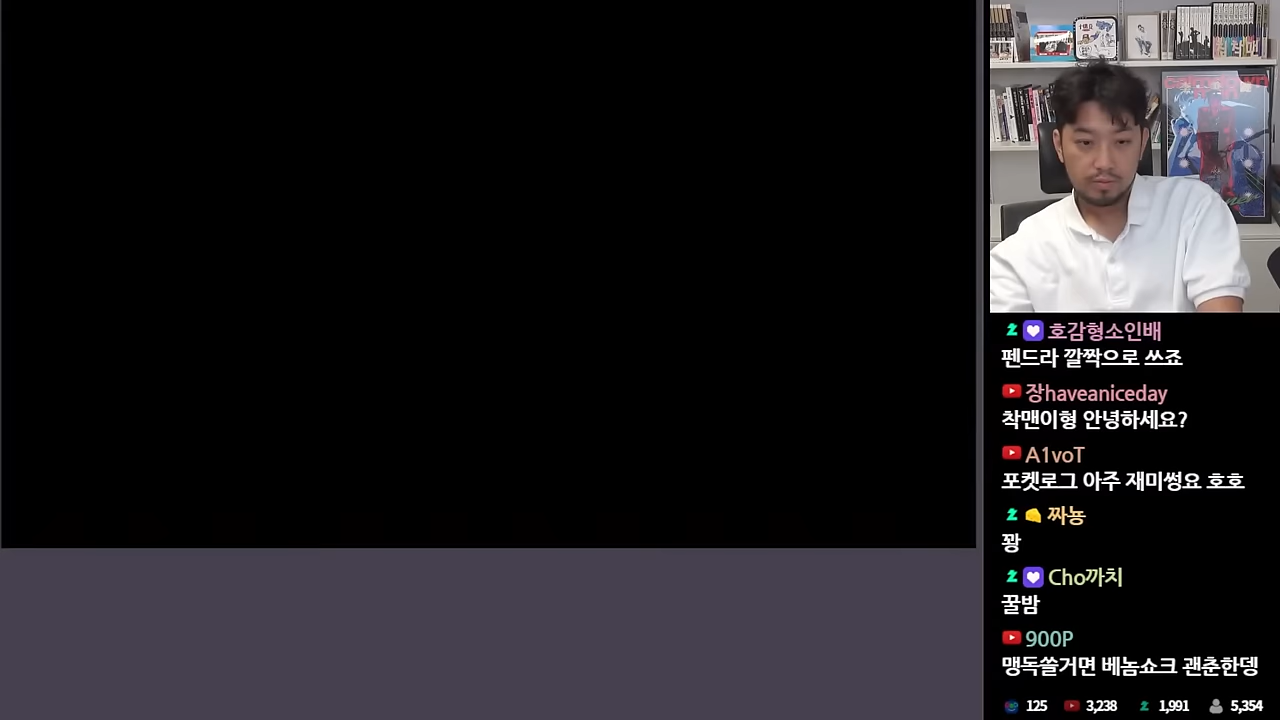 호감형소인배
펜드라 깔짝으로 쓰죠
장haveaniceday
착맨이형 안녕하세요?
A1voT
포켓로그 아주 재미썽요 호호
짜뇽
꽝
Cho까치
꿀밤
900P
맹독쓸거면 베놈쇼크 괜춘한뎅
125 3,238 1,991 5,354